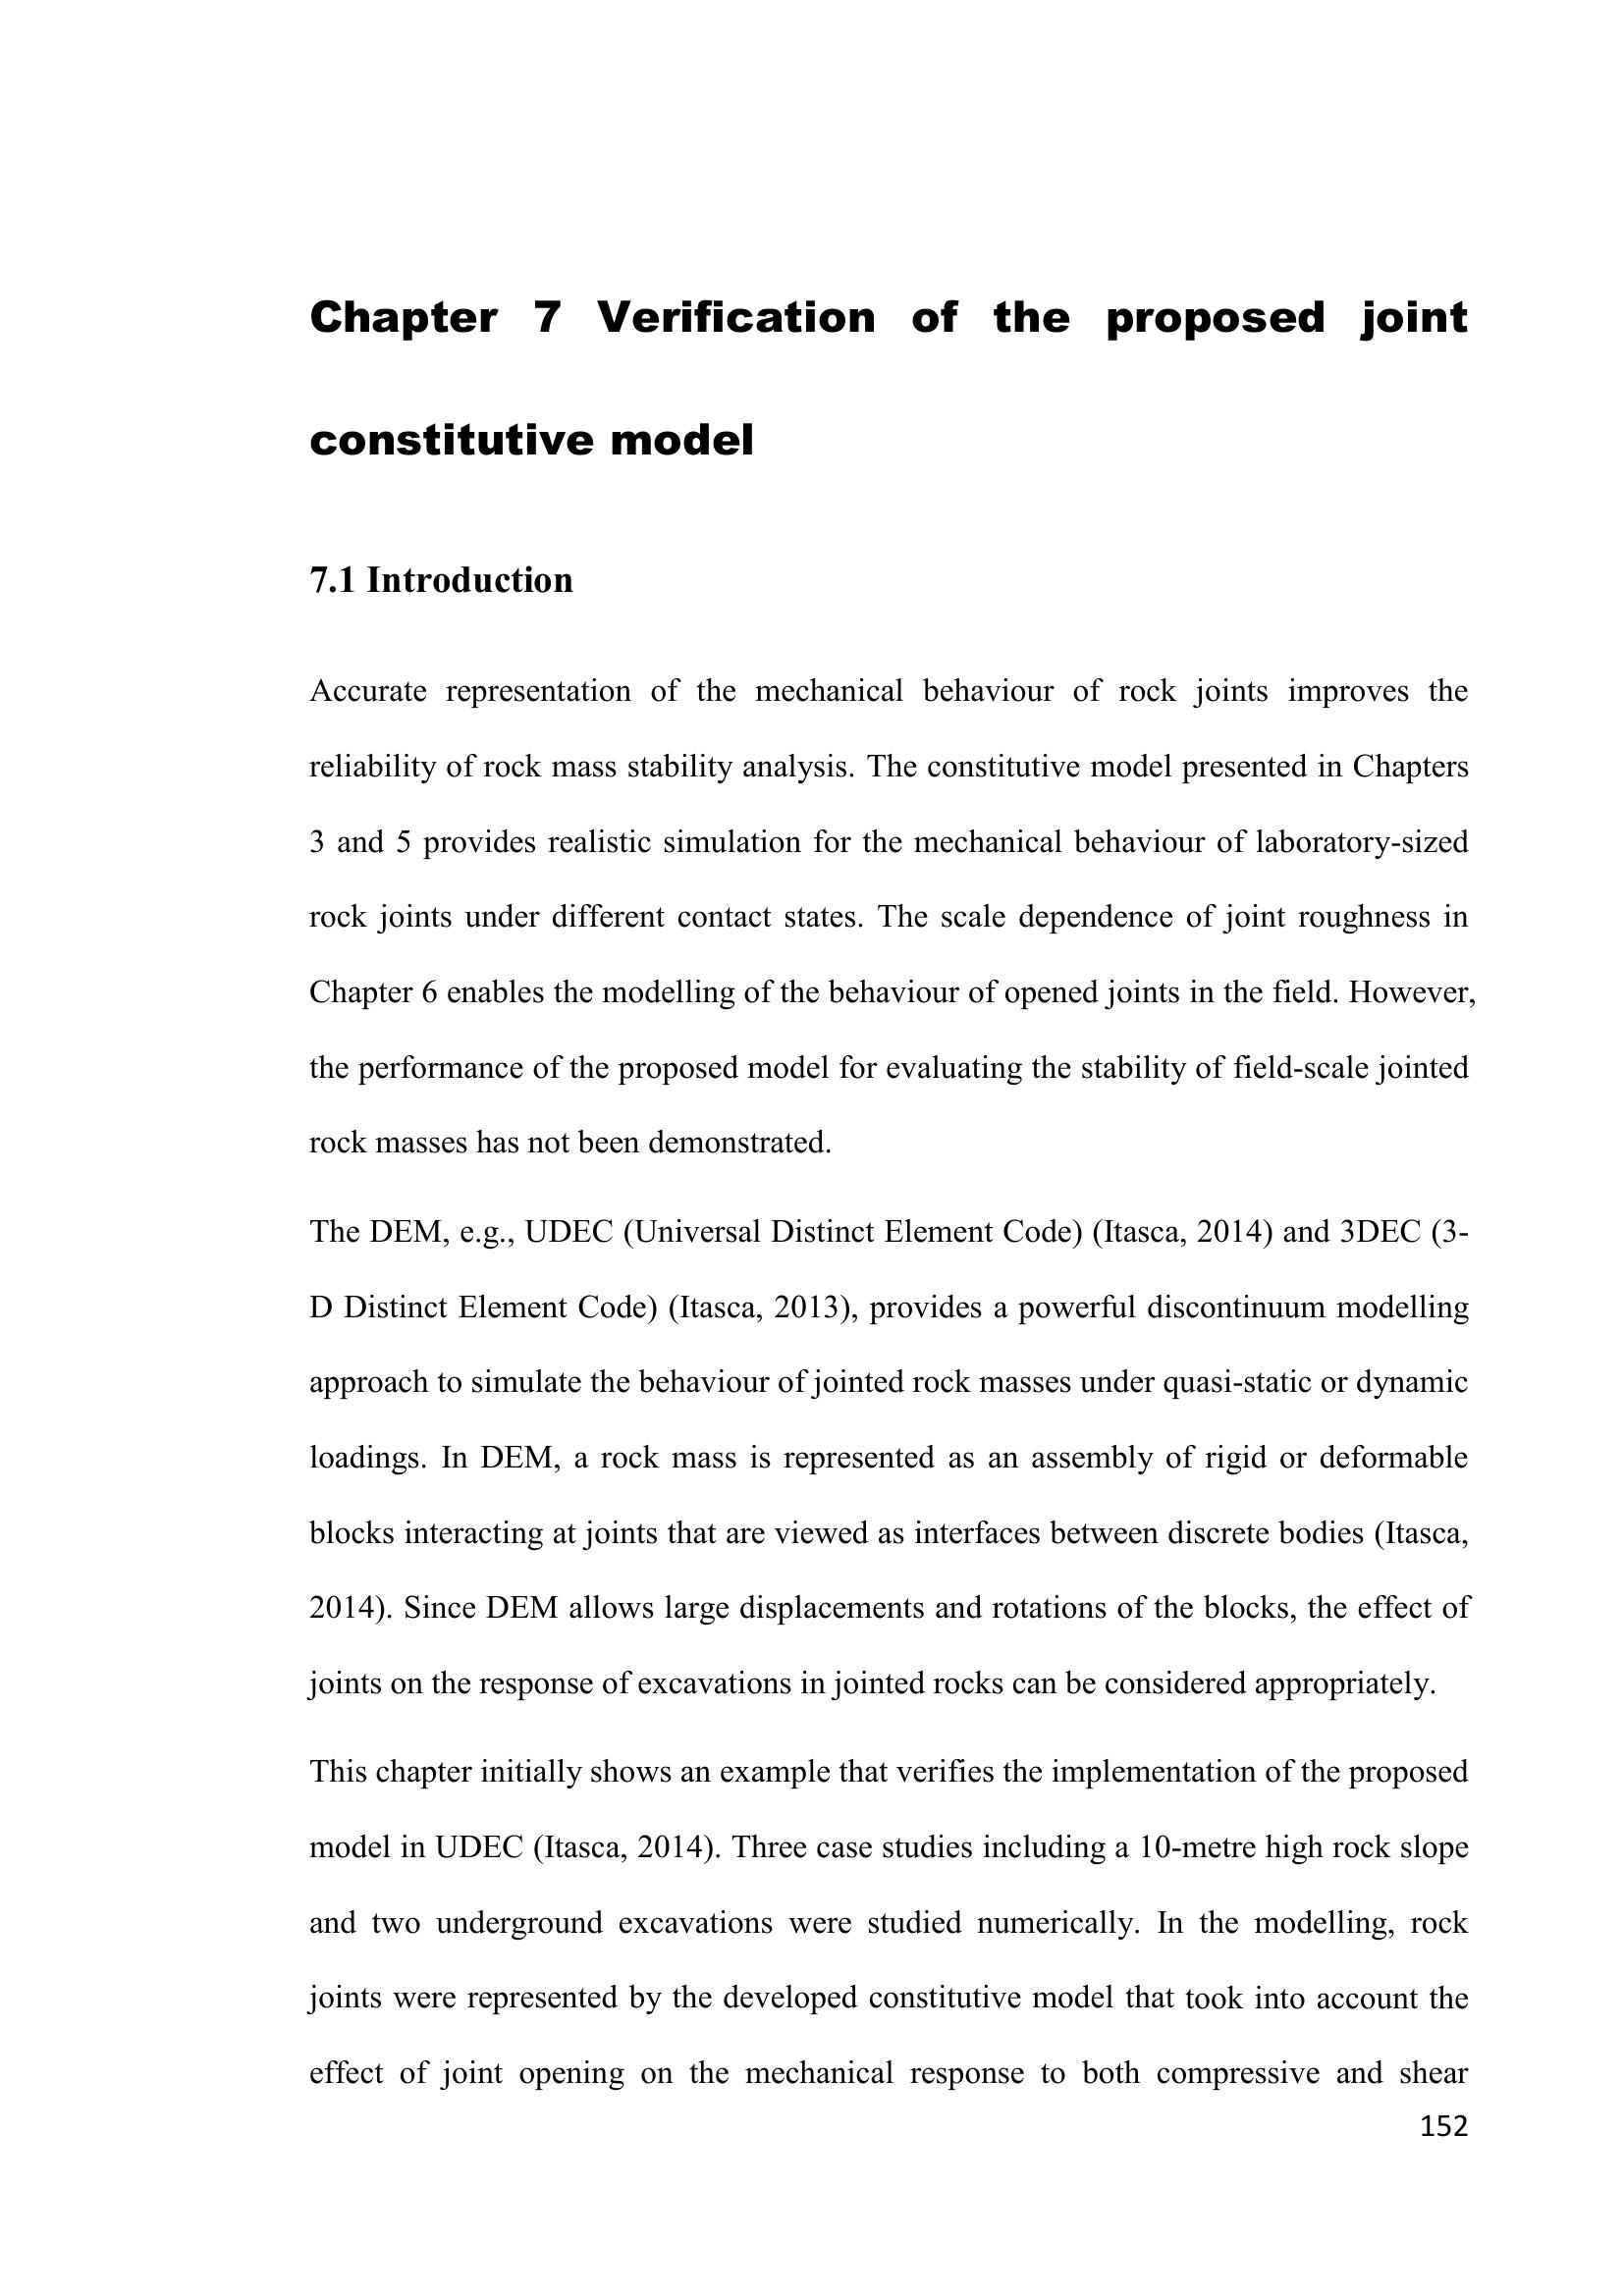 Chapter 7 Verification of the proposed joint
constitutive model
7.1 Introduction
Accurate representation of the mechanical behaviour of rock joints improves the
reliability of rock mass stability analysis. The constitutive model presented in Chapters
3 and 5 provides realistic simulation for the mechanical behaviour of laboratory-sized
rock joints under different contact states. The scale dependence of joint roughness in
Chapter 6 enables the modelling of the behaviour of opened joints in the field. However,
the performance of the proposed model for evaluating the stability of field-scale jointed
rock masses has not been demonstrated.
The DEM, e.g., UDEC (Universal Distinct Element Code) (Itasca, 2014) and 3DEC (3-
D Distinct Element Code) (Itasca, 2013), provides a powerful discontinuum modelling
approach to simulate the behaviour of jointed rock masses under quasi-static or dynamic
loadings. In DEM, a rock mass is represented as an assembly of rigid or deformable
blocks interacting at joints that are viewed as interfaces between discrete bodies (Itasca,
2014). Since DEM allows large displacements and rotations of the blocks, the effect of
joints on the response of excavations in jointed rocks can be considered appropriately.
This chapter initially shows an example that verifies the implementation of the proposed
model in UDEC (Itasca, 2014). Three case studies including a 10-metre high rock slope
and two underground excavations were studied numerically. In the modelling, rock
joints were represented by the developed constitutive model that took into account the
effect of joint opening on the mechanical response to both compressive and shear
152